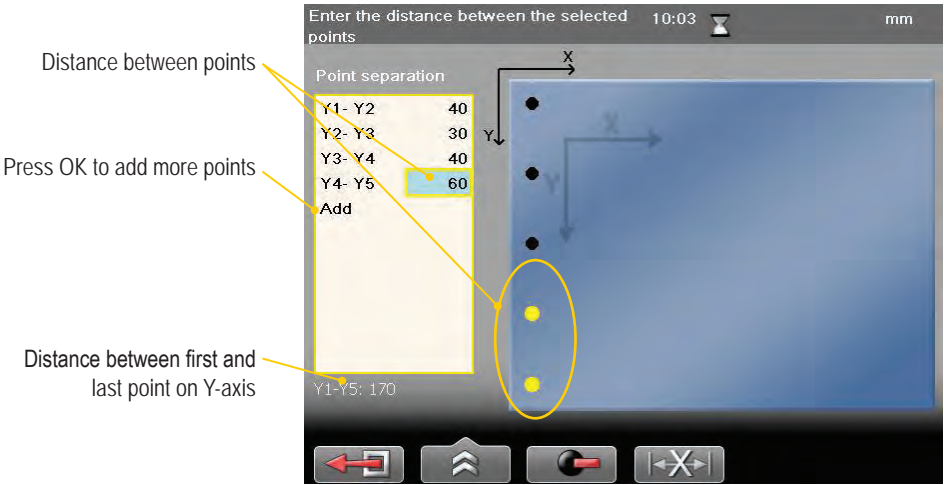 Enter the distance between the selected
points
10:03
mm
Distance between points
Press OK to add more points
Distance between first and
last point on Y-axis
Point separation
Y1- Y2 40
Y2- Y3 30
Y3- Y4 40
Y4- Y5 60
Add
Y1-Y5: 170
X
Y
X
Y
X